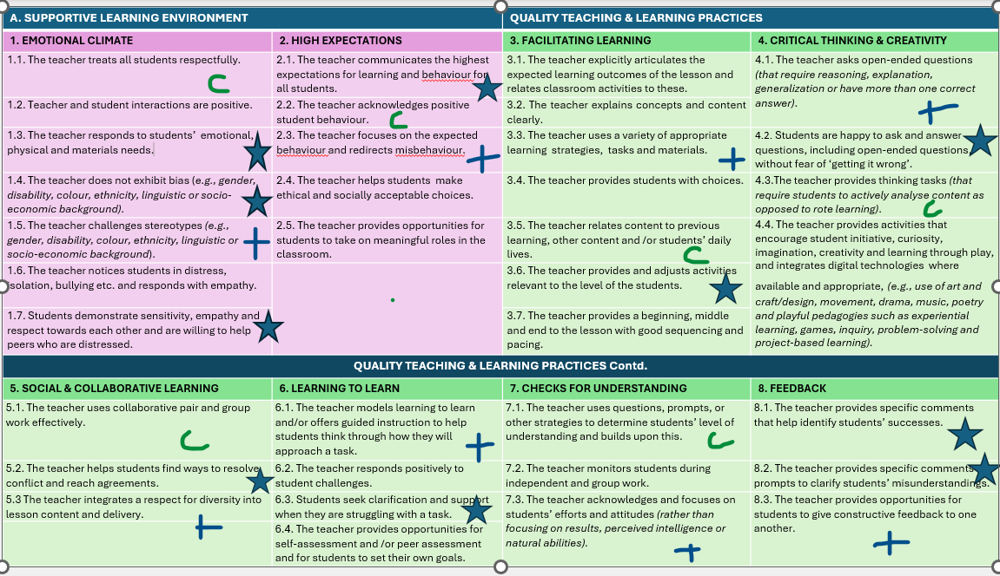 A. SUPPORTIVE LEARNING ENVIRONMENT
QUALITY TEACHING & LEARNING PRACTICES
1. EMOTIONAL CLIMATE
2. HIGH EXPECTATIONS
3. FACILITATING LEARNING
4. CRITICAL THINKING & CREATIVITY
1.1. The teacher treats all students respectfully.
C
1.2. Teacher and student interactions are positive.
1.3. The teacher responds to students’ emotional,
physical and materials needs.
1.4. The teacher does not exhibit bias (e.g., gender,
disability, colour, ethnicity, linguistic or socio-
economic background).
1.5. The teacher challenges stereotypes (e.g.,
gender, disability, colour, ethnicity, linguistic or
socio-economic background).
+
1.6. The teacher notices students in distress,
isolation, bullying etc. and responds with empathy.
1.7. Students demonstrate sensitivity, empathy and
respect towards each other and are willing to help
peers who are distressed.
2.1. The teacher communicates the highest
expectations for learning and behaviour for
all students.
2.2. The teacher acknowledges positive
student behaviour.
C
2.3. The teacher focuses on the expected
behaviour and redirects misbehaviour.
+
2.4. The teacher helps students make
ethical and socially acceptable choices.
2.5. The teacher provides opportunities for
students to take on meaningful roles in the
classroom.
3.1. The teacher explicitly articulates the
expected learning outcomes of the lesson and
relates classroom activities to these.
3.2. The teacher explains concepts and content
clearly.
3.3. The teacher uses a variety of appropriate
learning strategies, tasks and materials.
+
3.4. The teacher provides students with choices.
3.5. The teacher relates content to previous
learning, other content and /or students’ daily
lives.
C
3.6. The teacher provides and adjusts activities
relevant to the level of the students.
3.7. The teacher provides a beginning, middle
and end to the lesson with good sequencing and
pacing.
4.1. The teacher asks open-ended questions
(that require reasoning, explanation,
generalization or have more than one correct
answer).
+
4.2. Students are happy to ask and answer
questions, including open-ended questions,
without fear of ‘getting it wrong’.
4.3.The teacher provides thinking tasks (that
require students to actively analyse content as
opposed to rote learning).
C
4.4. The teacher provides activities that
encourage student initiative, curiosity,
imagination, creativity and learning through play,
and integrates digital technologies where
available and appropriate, (e.g., use of art and
craft/design, movement, drama, music, poetry
and playful pedagogies such as experiential
learning, games, inquiry, problem-solving and
project-based learning).
QUALITY TEACHING & LEARNING PRACTICES Contd.
5. SOCIAL & COLLABORATIVE LEARNING
6. LEARNING TO LEARN
7. CHECKS FOR UNDERSTANDING
8. FEEDBACK
5.1. The teacher uses collaborative pair and group
work effectively.
C
5.2. The teacher helps students find ways to resolve
conflict and reach agreements.
5.3 The teacher integrates a respect for diversity into
lesson content and delivery.
+
6.1. The teacher models learning to learn
and/or offers guided instruction to help
students think through how they will
approach a task.
+
6.2. The teacher responds positively to
student challenges.
6.3. Students seek clarification and support
when they are struggling with a task.
6.4. The teacher provides opportunities for
self-assessment and /or peer assessment
and for students to set their own goals.
7.1. The teacher uses questions, prompts, or
other strategies to determine students’ level of
understanding and builds upon this.
C
7.2. The teacher monitors students during
independent and group work.
7.3. The teacher acknowledges and focuses on
students’ efforts and attitudes (rather than
focusing on results, perceived intelligence or
natural abilities).
+
8.1. The teacher provides specific comments
that help identify students’ successes.
8.2. The teacher provides specific comments
prompts to clarify students’ misunderstandings.
8.3. The teacher provides opportunities for
students to give constructive feedback to one
another.
+